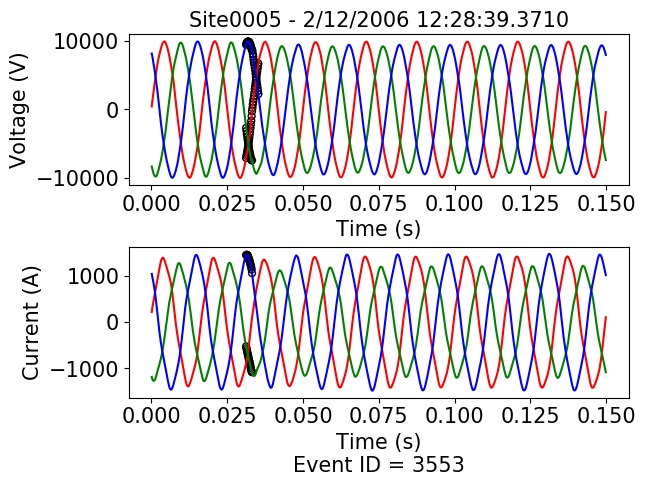 Site0005 - 2/12/2006 12:28:39.3710
Voltage (V)
10000
0
−10000
0.000 0.025 0.050 0.075 0.100 0.125 0.150
Time (s)
Current (A)
1000
0
−1000
0.000 0.025 0.050 0.075 0.100 0.125 0.150
Time (s)
Event ID = 3553